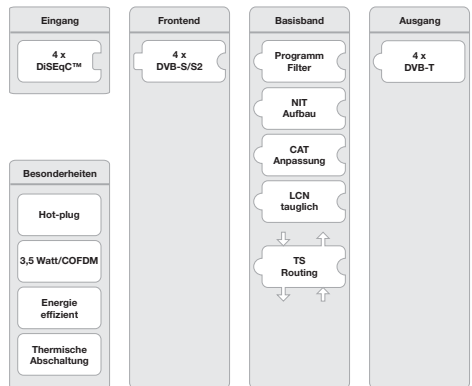 Eingang
4 x
DiSEqC™
Besonderheiten
Hot-plug
3,5 Watt/COFDM
Energie
effizient
Thermische
Abschaltung
Frontend
4 x
DVB-S/S2
Basisband
Programm
Filter
NIT
Aufbau
CAT
Anpassung
LCN
tauglich
TS
Routing
Ausgang
4 x
DVB-T